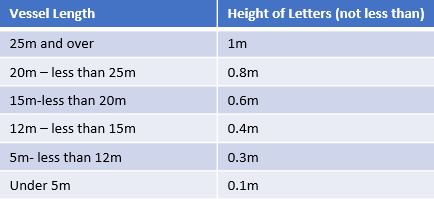 Vessel Length Height of Letters (not less than)
25m and over 1m
20m – less than 25m 0.8m
15m-less than 20m 0.6m
12m – less than 15m 0.4m
5m- less than 12m 0.3m
Under 5m 0.1m